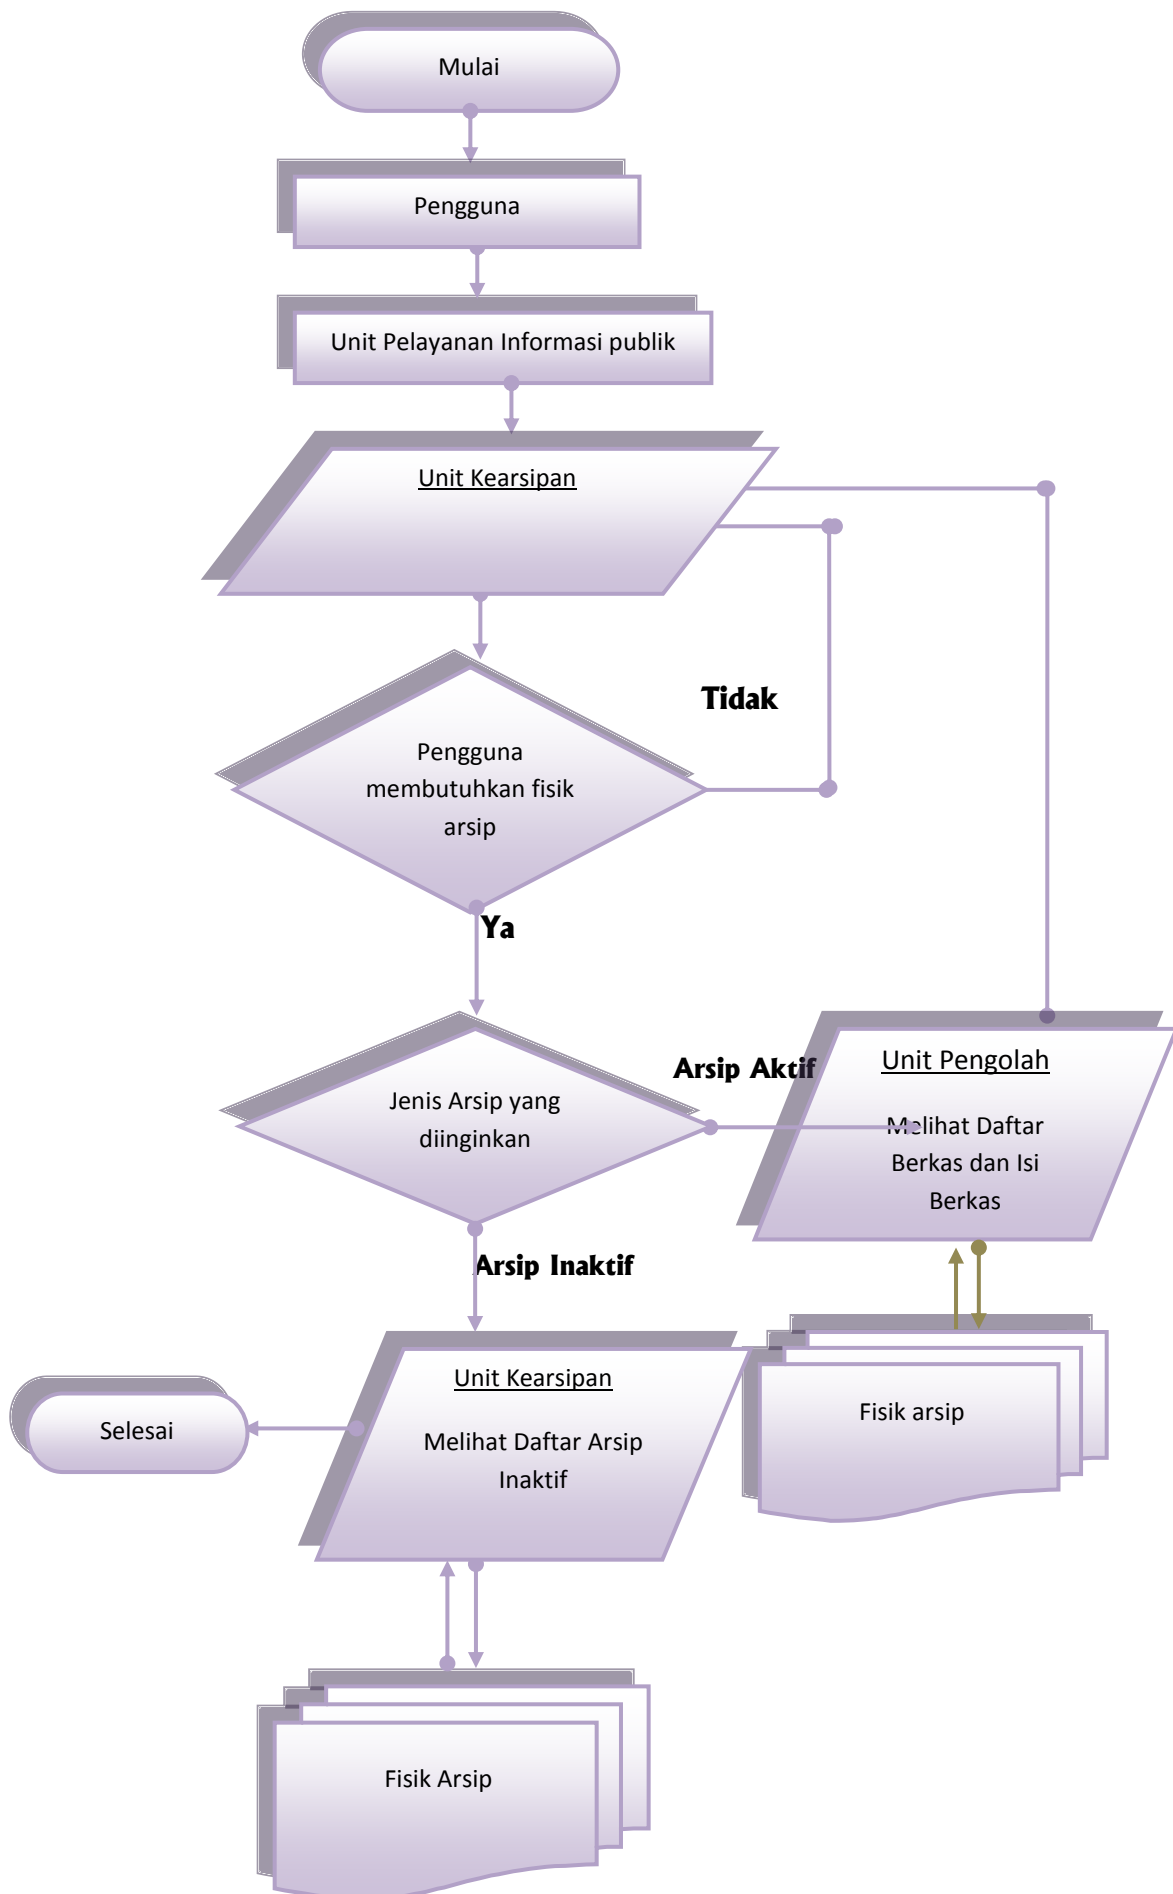 Mulai
Pengguna
Unit Pelayanan Informasi publik
Unit Kearsipan
Tidak
Pengguna
membutuhkan fisik
arsip
Ya
Jenis Arsip yang
diinginkan
Arsip Aktif
Unit Pengolah
Melihat Daftar
Berkas dan Isi
Berkas
Arsip Inaktif
Unit Kearsipan
Melihat Daftar Arsip
Inaktif
Selesai
Fisik arsip
Fisik Arsip